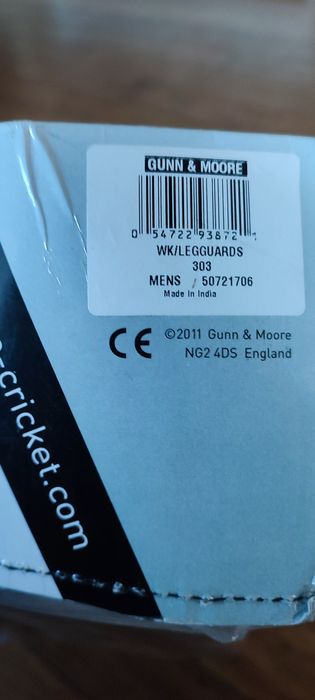 GUNN & MOORE
0 54722 93872 1
WK/LEGGUARDS
303
MENS / 50721706
Made in India
CE ©2011 Gunn & Moore
NG2 4DS England
-cricket.com